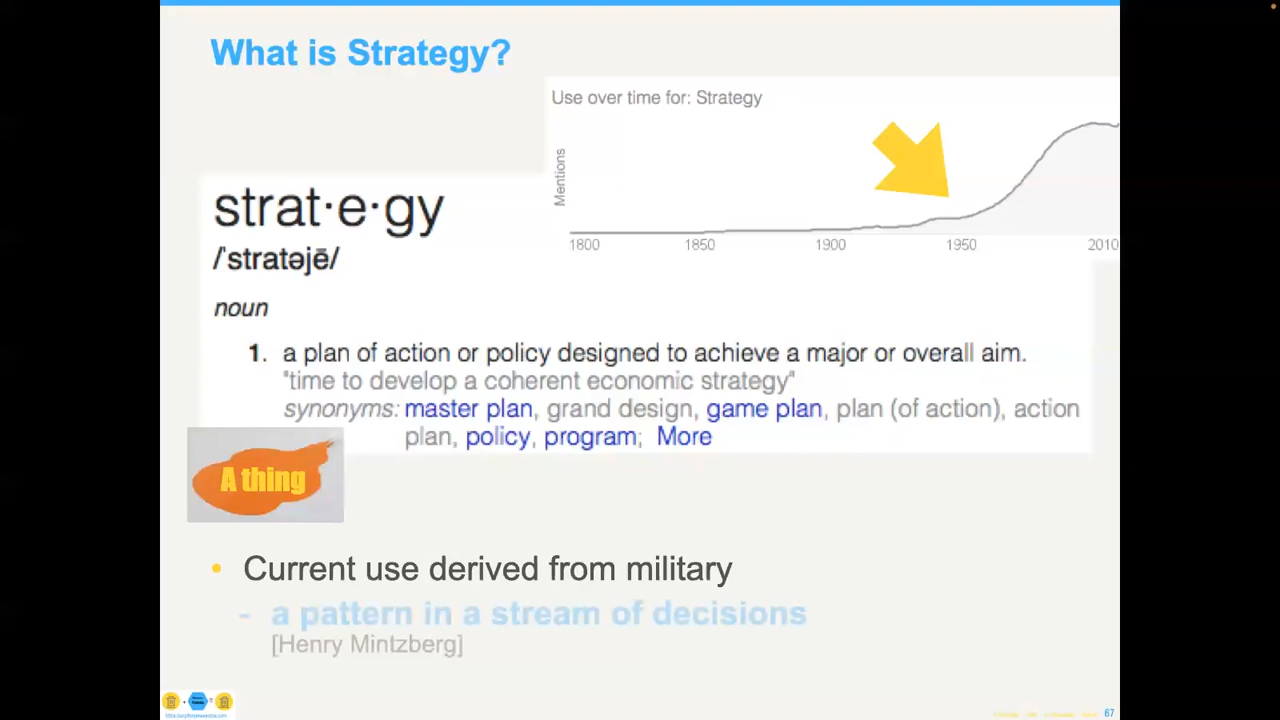 What is Strategy?
Use over time for: Strategy
Mentions
1800 1850 1900 1950 2010
strat·e·gy
/ˈstratəjē/
noun
1. a plan of action or policy designed to achieve a major or overall aim.
"time to develop a coherent economic strategy"
synonyms: master plan, grand design, game plan, plan (of action), action
plan, policy, program; More
A thing
• Current use derived from military
- a pattern in a stream of decisions
[Henry Mintzberg]
67